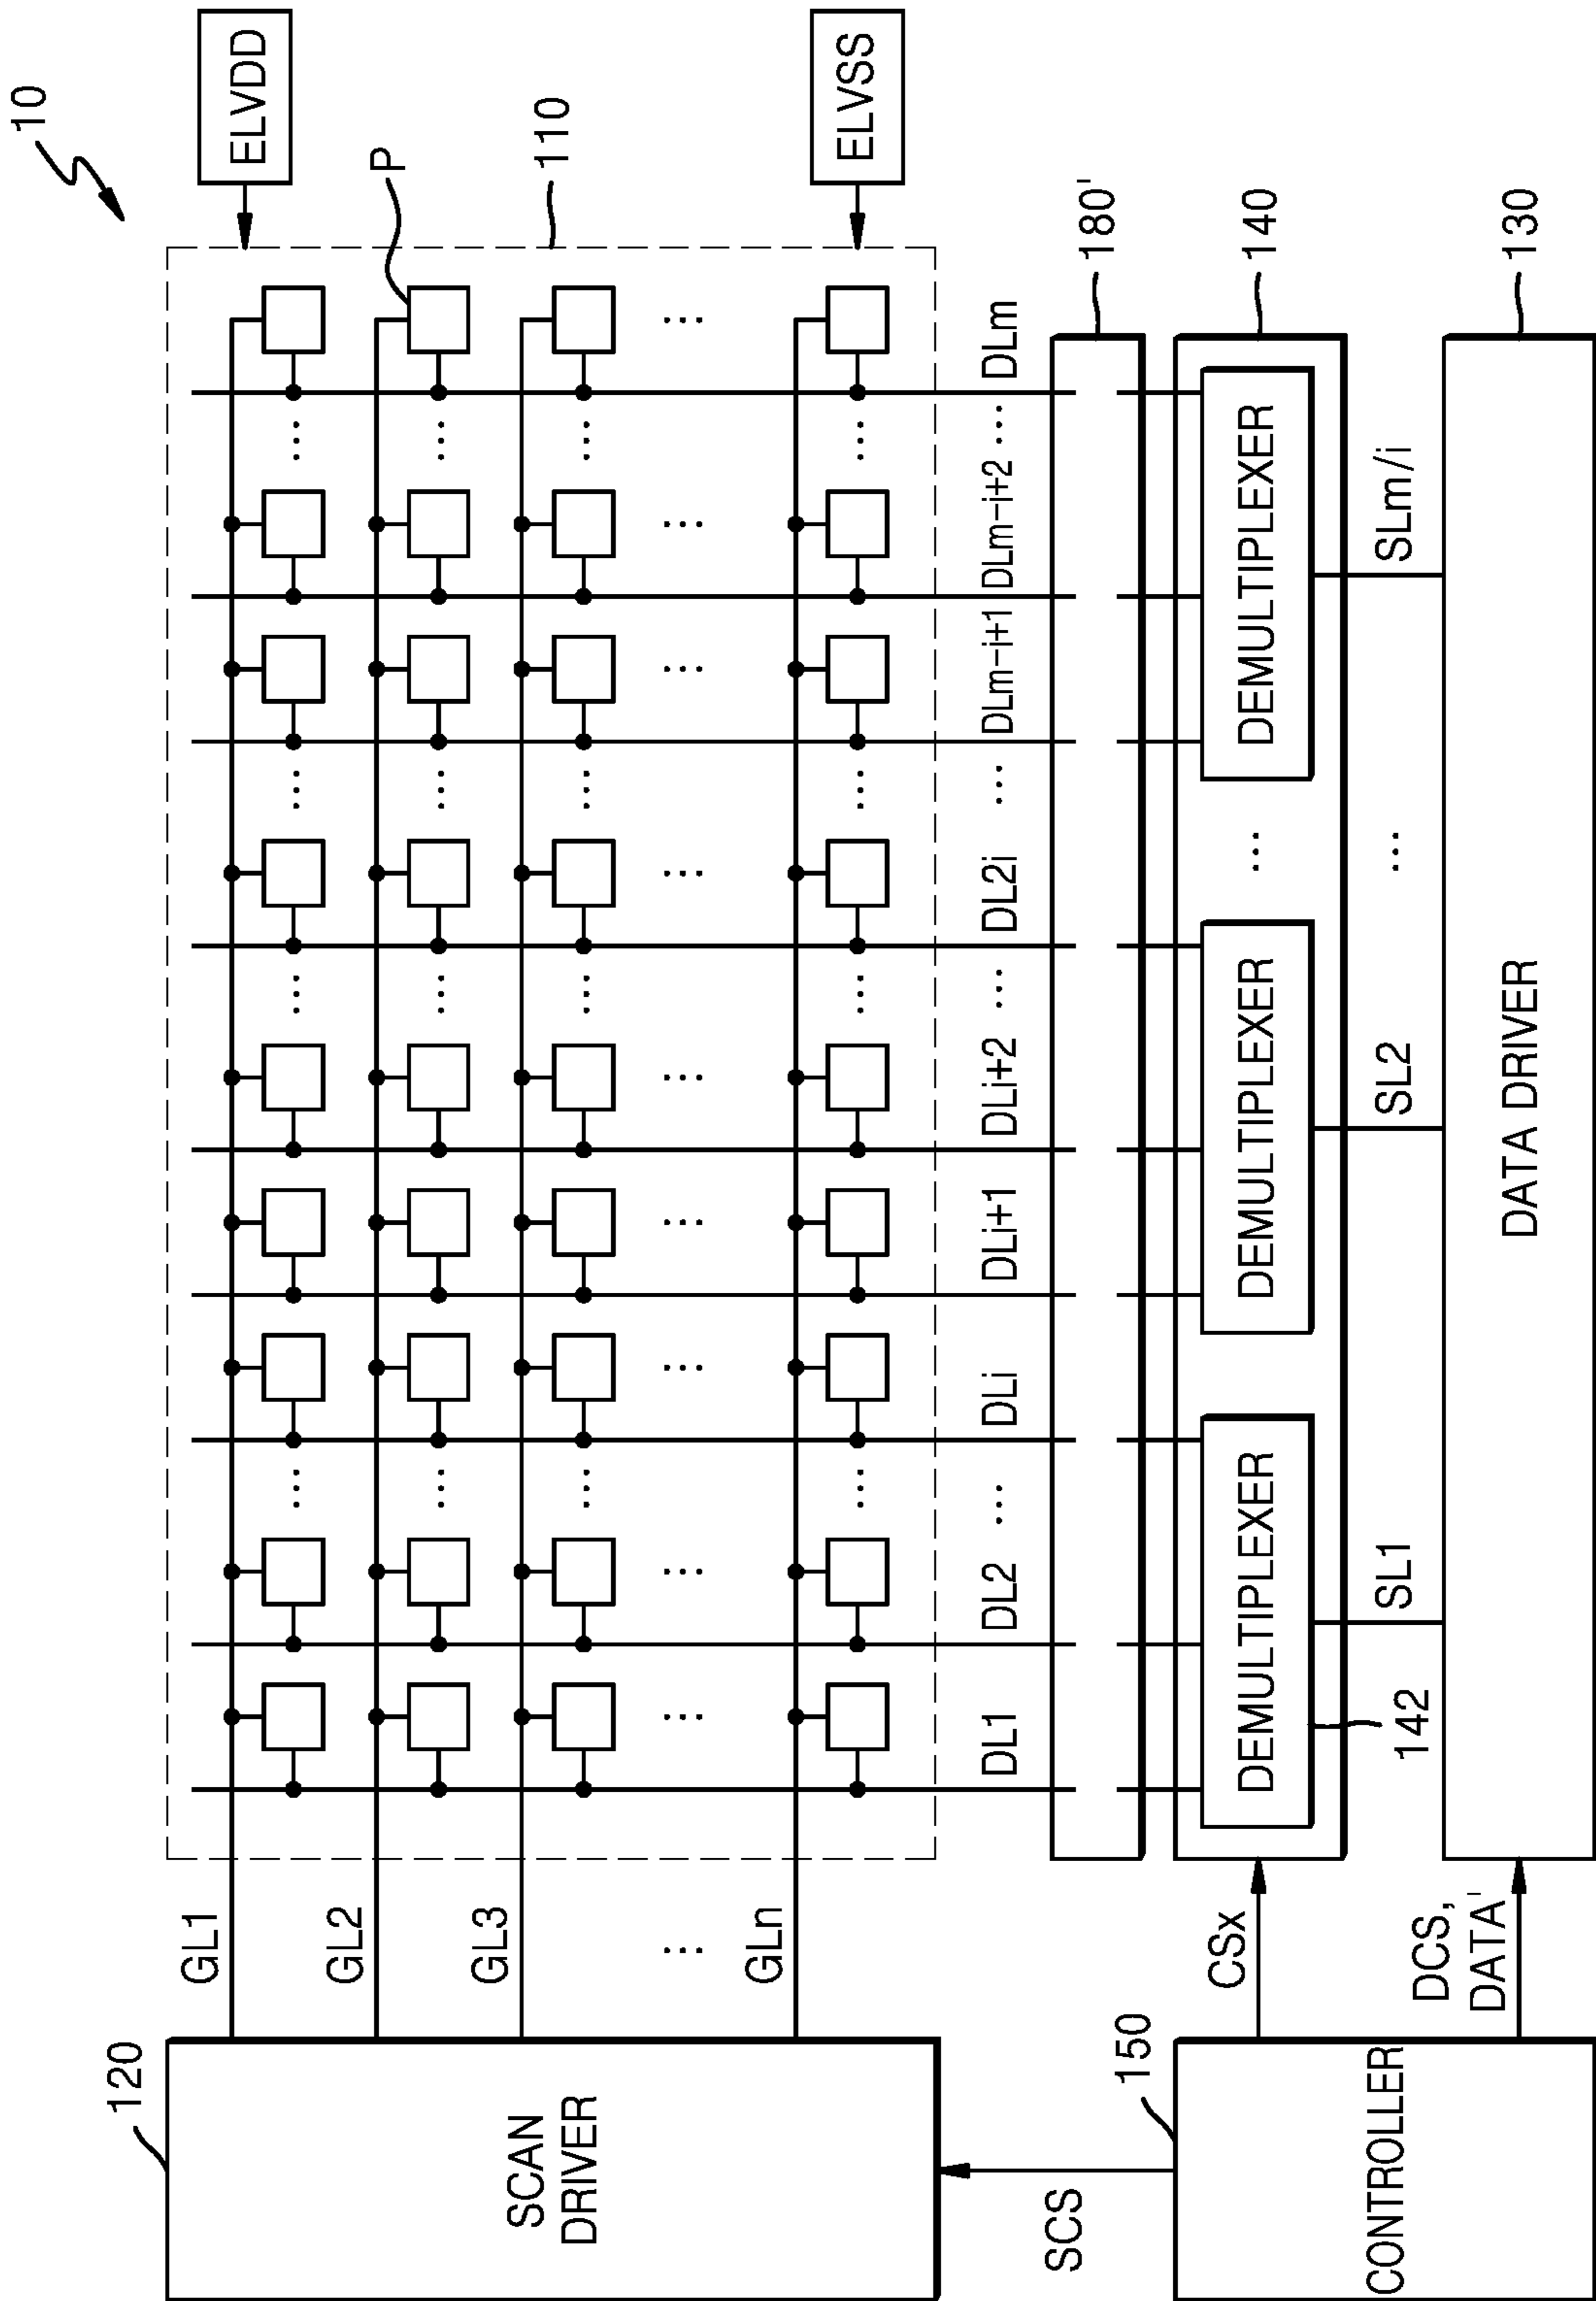 10
ELVDD
P
110
ELVSS
120
SCAN
DRIVER
GL1
GL2
GL3
...
GLn
DL1
DL2
...
DLi
DLi+1
DLi+2
...
DL2i
...
DLm-i+1
DLm-i+2
...
DLm
180'
140
DEMULTIPLEXER
DEMULTIPLEXER
...
DEMULTIPLEXER
142
SL1
SL2
...
SLm/i
130
DATA DRIVER
SCS
150
CONTROLLER
CSx
DCS,
DATA'